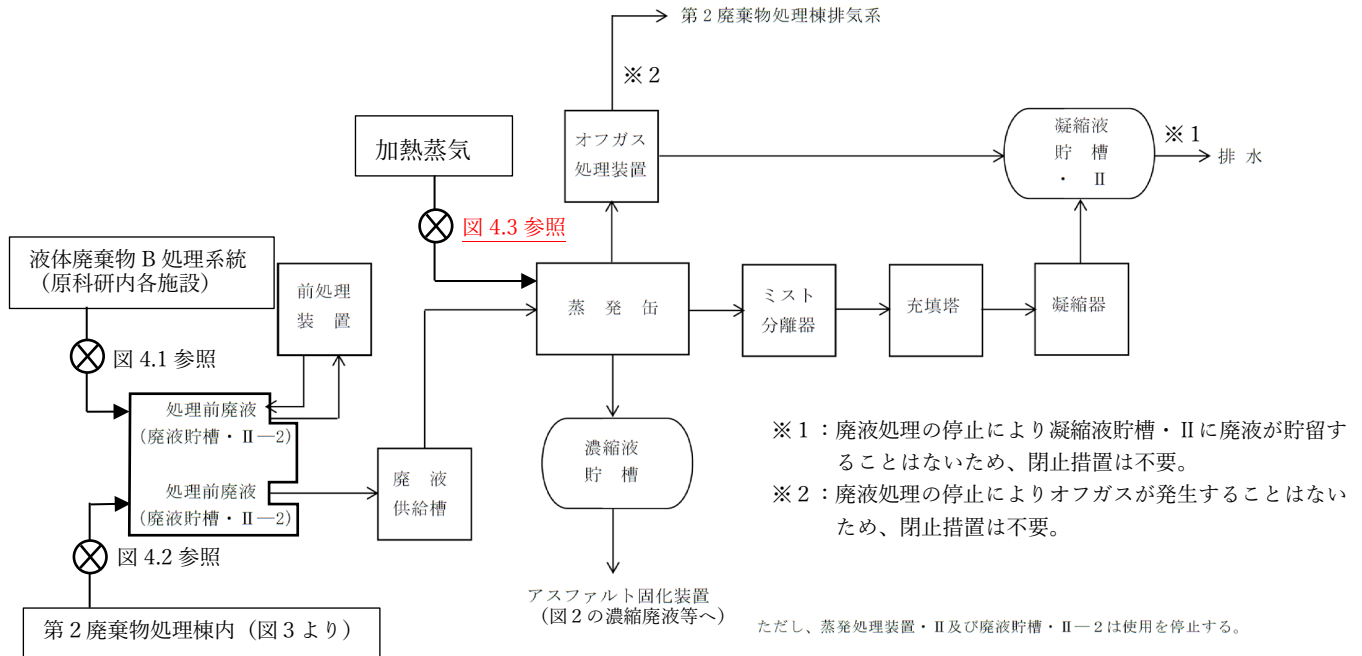 第２廃棄物処理棟排気系
※２
加熱蒸気
オフガス
処理装置
凝縮液
貯槽
・　Ⅱ
※１
排 水
図 4.3 参照
液体廃棄物 B 処理系統
（原科研内各施設）
前処理
装　置
蒸　発　缶
ミスト
分離器
充填塔
凝縮器
図 4.1 参照
処理前廃液
(廃液貯槽・Ⅱ―2)
処理前廃液
(廃液貯槽・Ⅱ―2)
廃　液
供給槽
濃縮液
貯　槽
※１：廃液処理の停止により凝縮液貯槽・Ⅱに廃液が貯留す
ることはないため、閉止措置は不要。
※２：廃液処理の停止によりオフガスが発生することはない
ため、閉止措置は不要。
図 4.2 参照
アスファルト固化装置
（図２の濃縮廃液等へ）
第２廃棄物処理棟内（図３より）
ただし、蒸発処理装置・Ⅱ及び廃液貯槽・Ⅱ―２は使用を停止する。